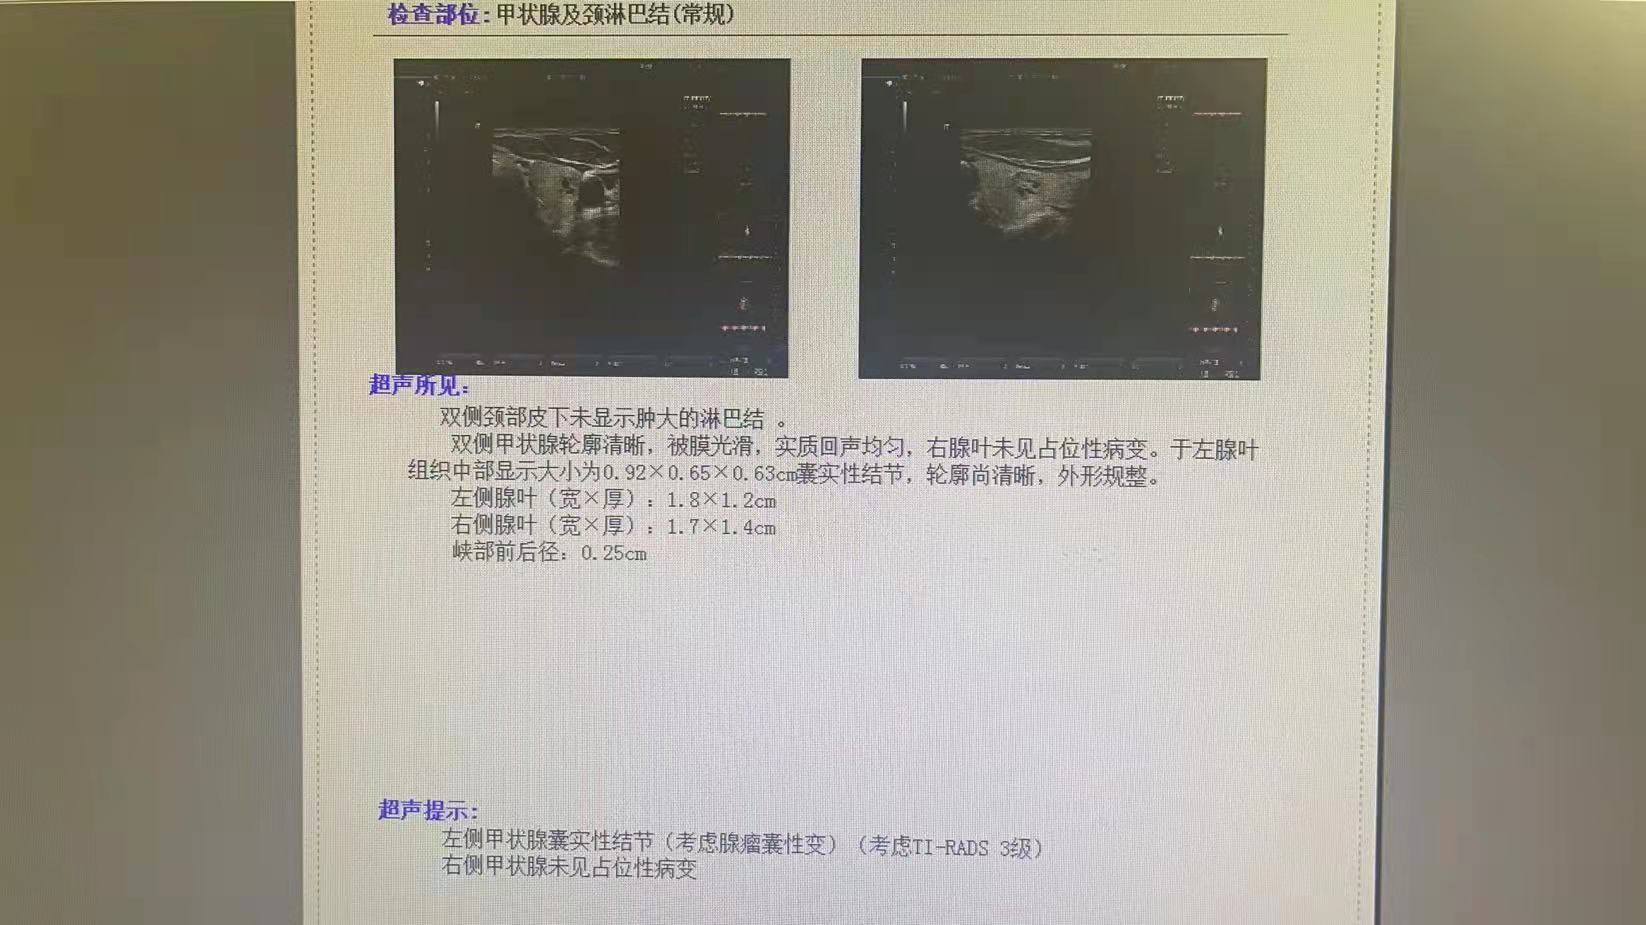 检查部位:甲状腺及颈淋巴结(常规)
超声所见:
双侧颈部皮下未显示肿大的淋巴结 。
双侧甲状腺轮廓清晰，被膜光滑，实质回声均匀，右腺叶未见占位性病变。于左腺叶
组织中部显示大小为0.92×0.65×0.63cm囊实性结节，轮廓尚清晰，外形规整。
左侧腺叶（宽×厚）：1.8×1.2cm
右侧腺叶（宽×厚）：1.7×1.4cm
峡部前后径：0.25cm
超声提示:
左侧甲状腺囊实性结节（考虑腺瘤囊性变）（考虑TI-RADS 3级）
右侧甲状腺未见占位性病变